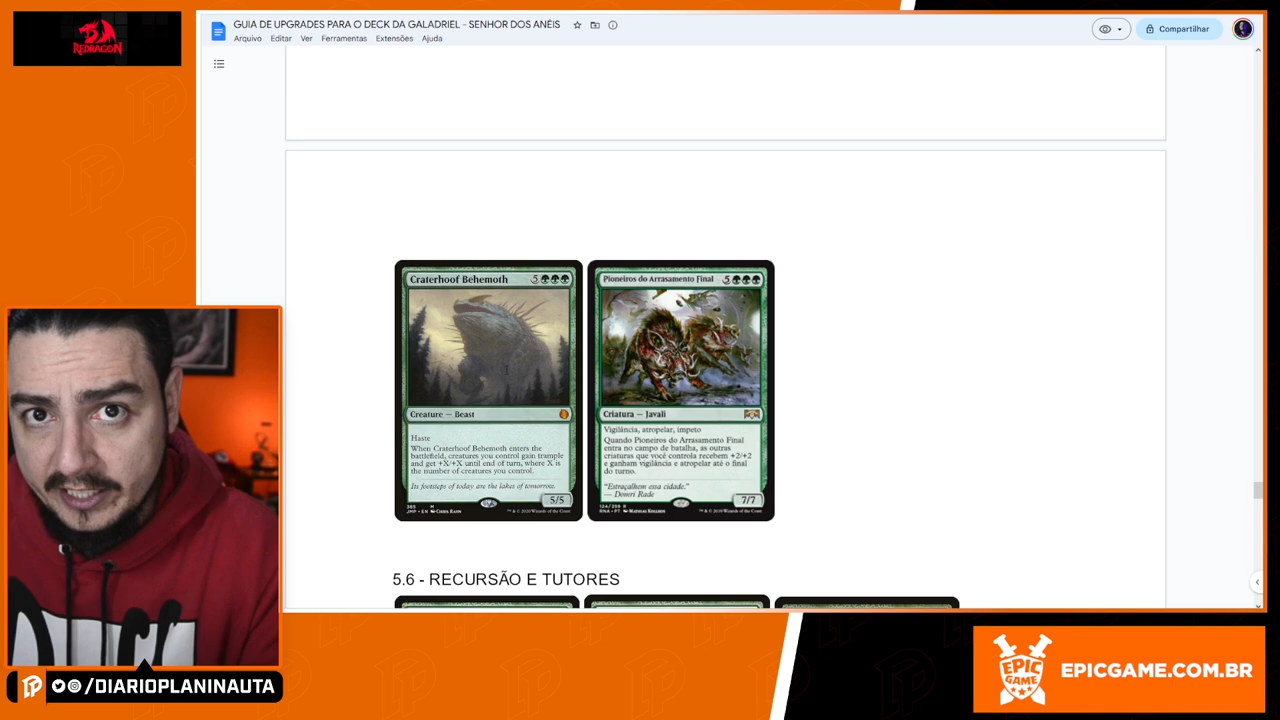 REDRAGON
GUIA DE UPGRADES PARA O DECK DA GALADRIEL - SENHOR DOS ANÉIS
Arquivo Editar Ver Ferramentas Extensões Ajuda
Compartilhar
Craterhoof Behemoth 5
Creature — Beast
Haste
When Craterhoof Behemoth enters the
battlefield, creatures you control gain trample
and get +X/+X until end of turn, where X is
the number of creatures you control.
Its footsteps of today are the lakes of tomorrow.
5/5
Pioneiros do Arrasamento Final 5
Criatura — Javali
Vigilância, atropelar, ímpeto
Quando Pioneiros do Arrasamento Final
entra no campo de batalha, as outras
criaturas que você controla recebem +2/+2
e ganham vigilância e atropelar até o final
do turno.
"Estraçalhem essa cidade."
— Domri Rade
7/7
5.6 - RECURSÃO E TUTORES
/DIARIOPLANINAUTA
EPIC
GAME
EPICGAME.COM.BR